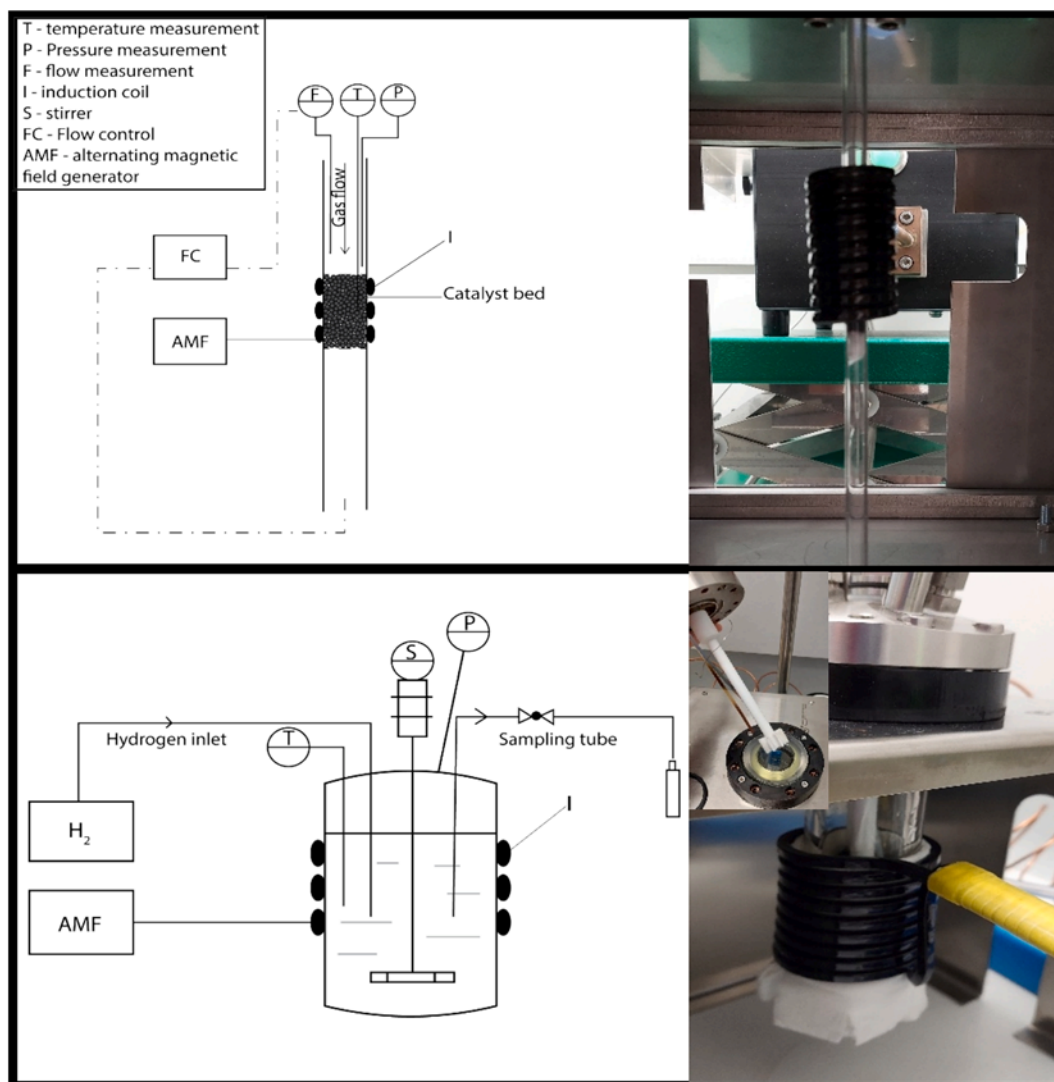 T - temperature measurement
P - Pressure measurement
F - flow measurement
I - induction coil
S - stirrer
FC - Flow control
AMF - alternating magnetic
field generator
F
T
P
Gas flow
I
FC
Catalyst bed
AMF
P
S
Hydrogen inlet
T
Sampling tube
I
H₂
AMF